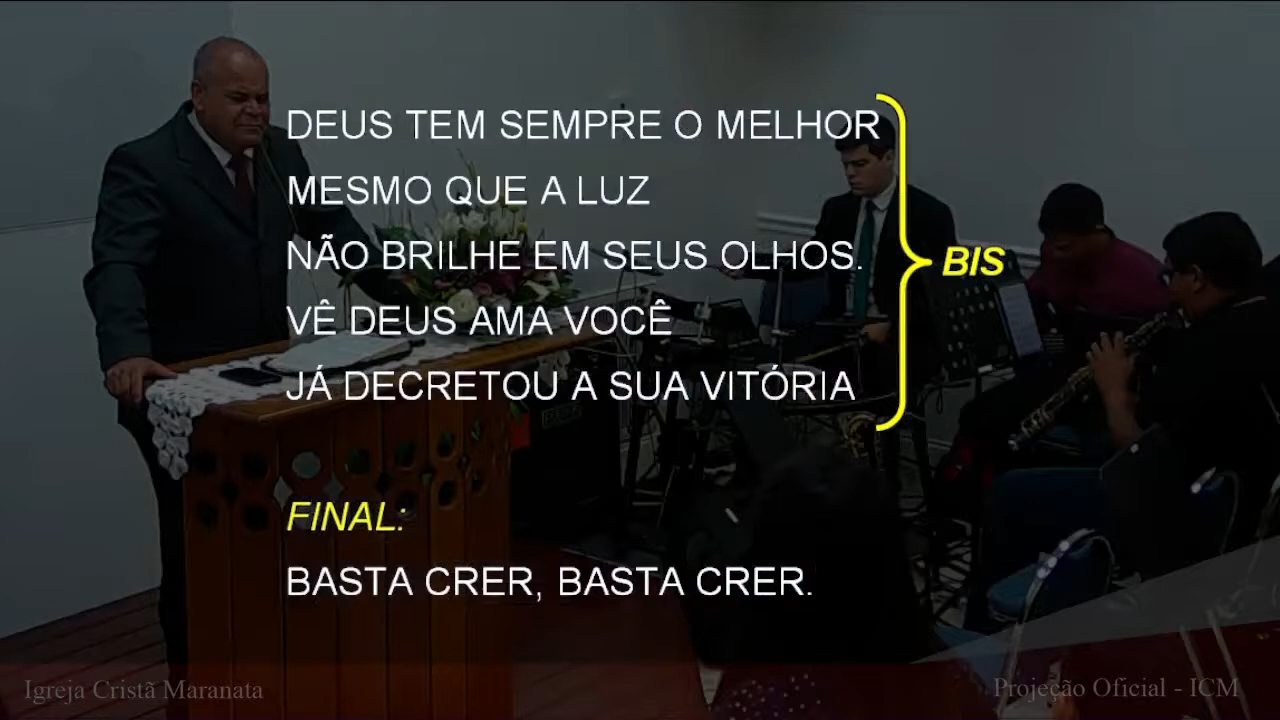 DEUS TEM SEMPRE O MELHOR
MESMO QUE A LUZ
NÃO BRILHE EM SEUS OLHOS.
VÊ DEUS AMA VOCÊ
JÁ DECRETOU A SUA VITÓRIA
BIS
FINAL:
BASTA CRER, BASTA CRER.
Igreja Cristã Maranata
Projeção Oficial - ICM